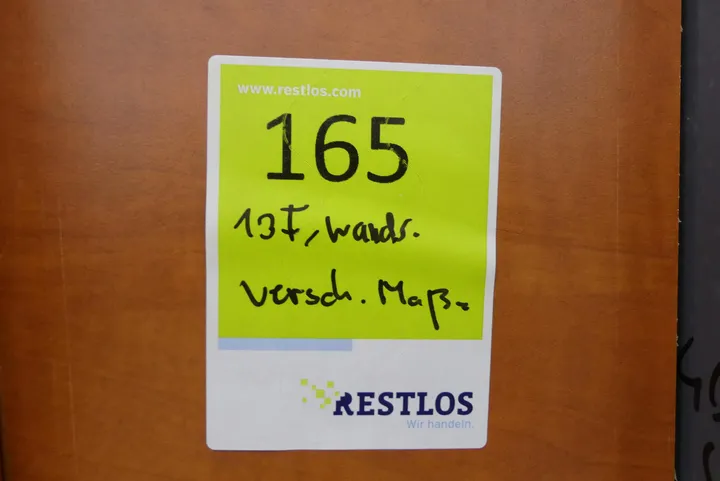 www.restlos.com
165
13 T, Wands.
versch. Maße
RESTLOS
Wir handeln.